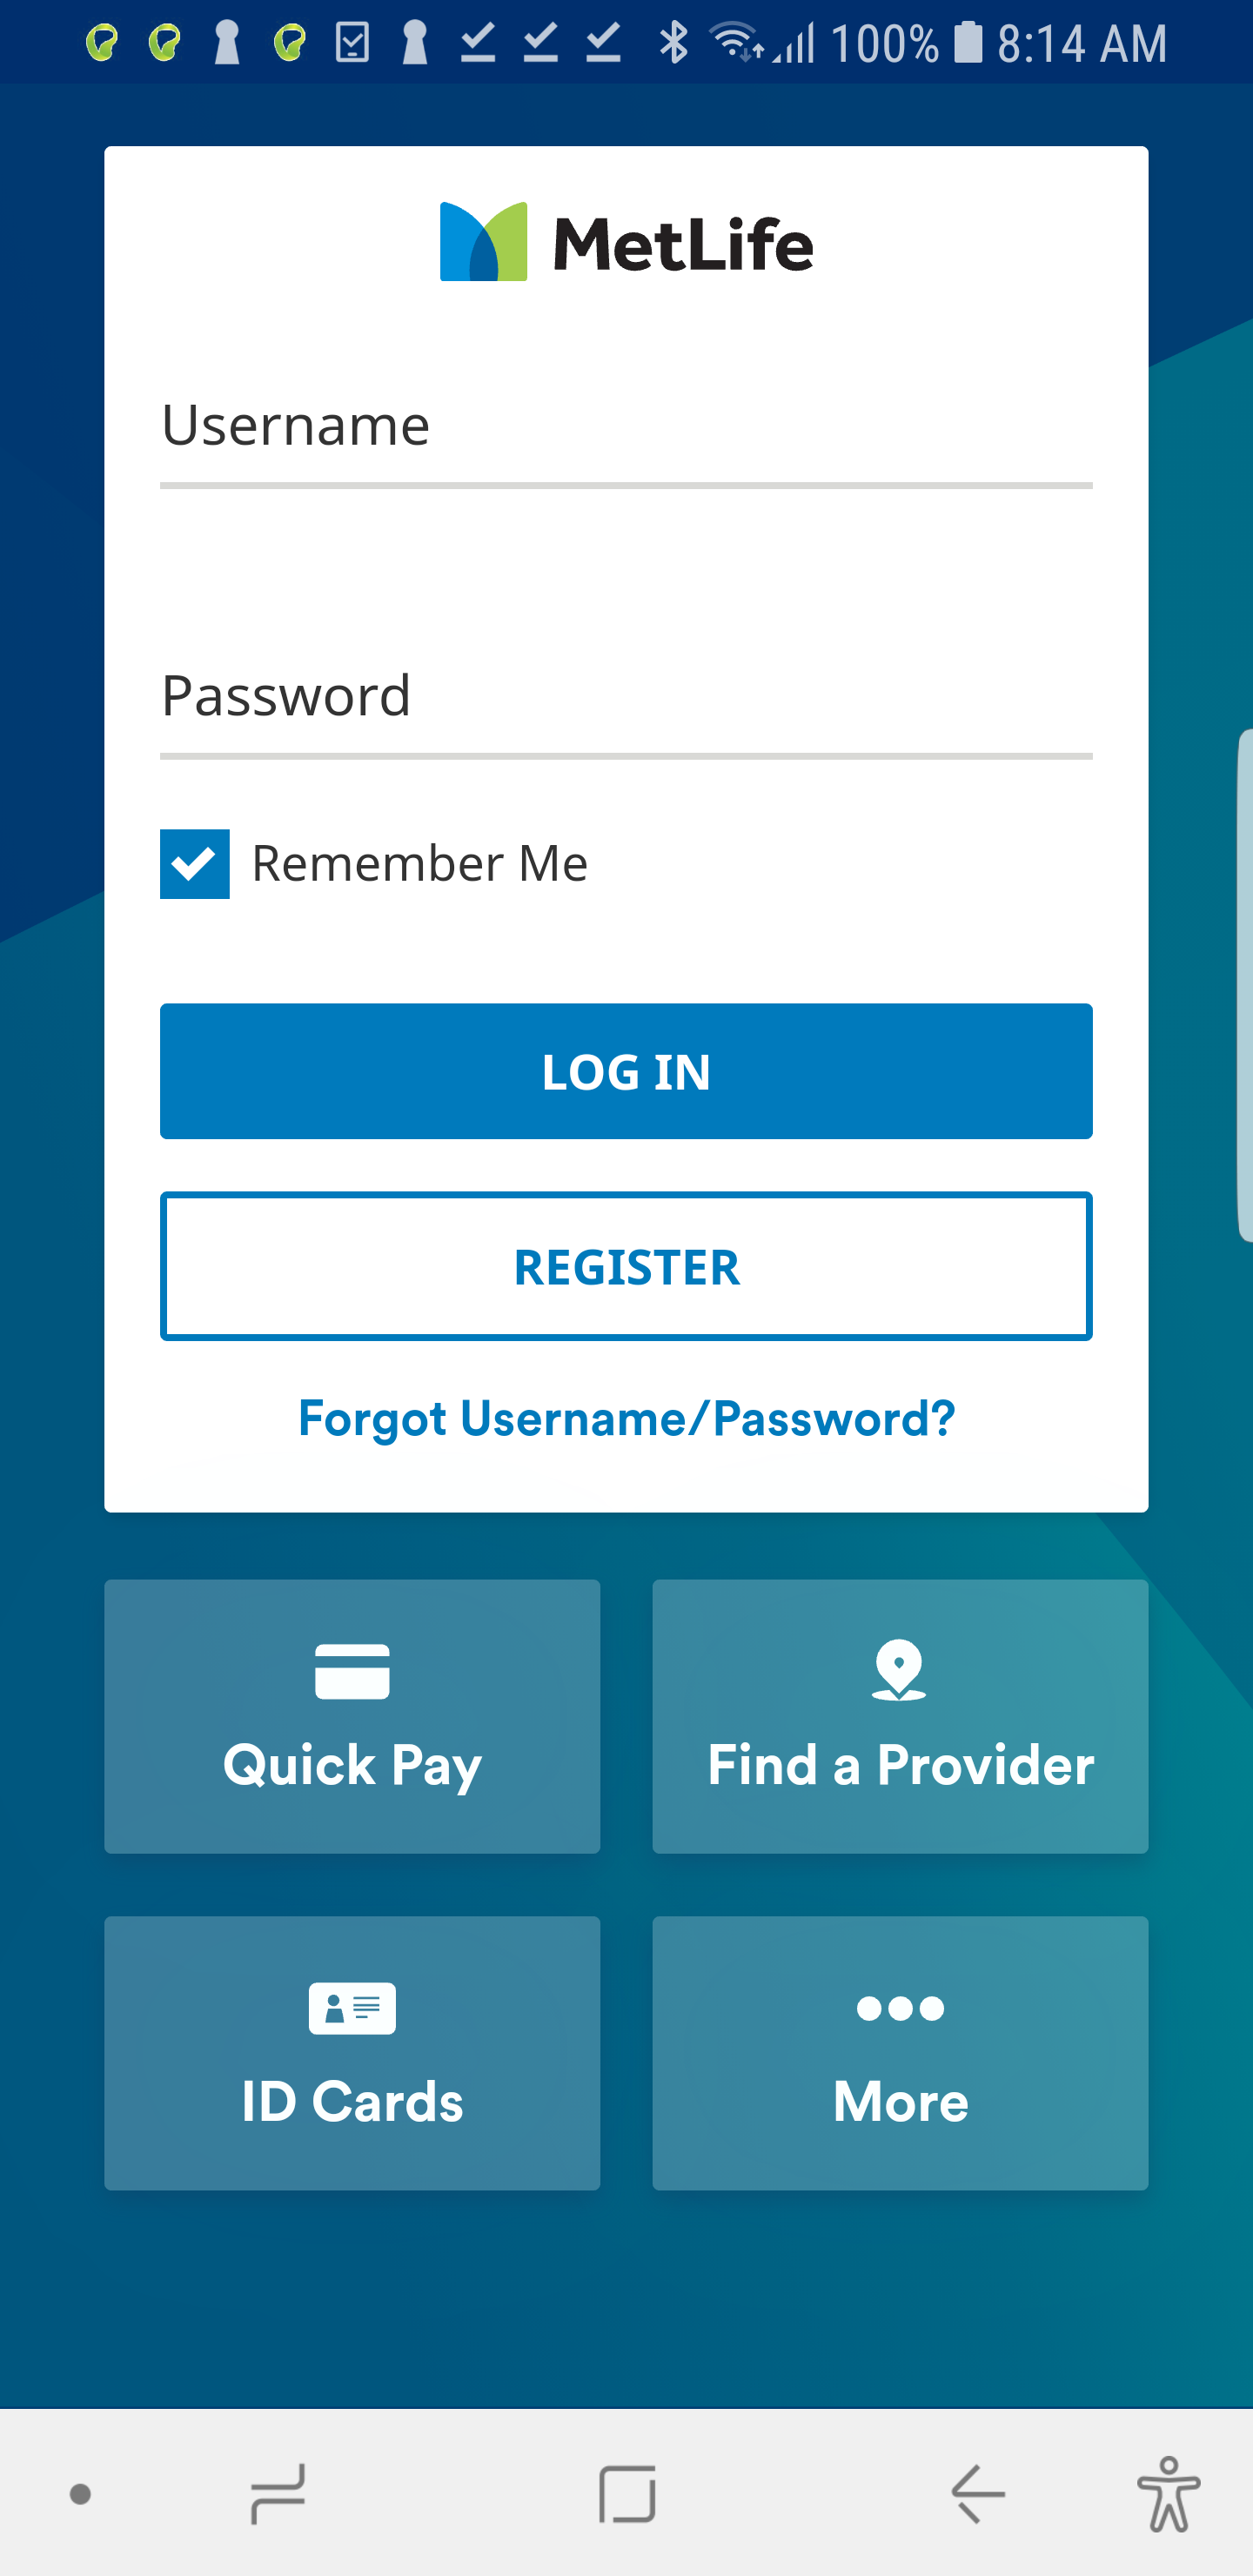 100% 8:14 AM
MetLife
Username
Password
Remember Me
LOG IN
REGISTER
Forgot Username/Password?
Quick Pay
Find a Provider
ID Cards
More